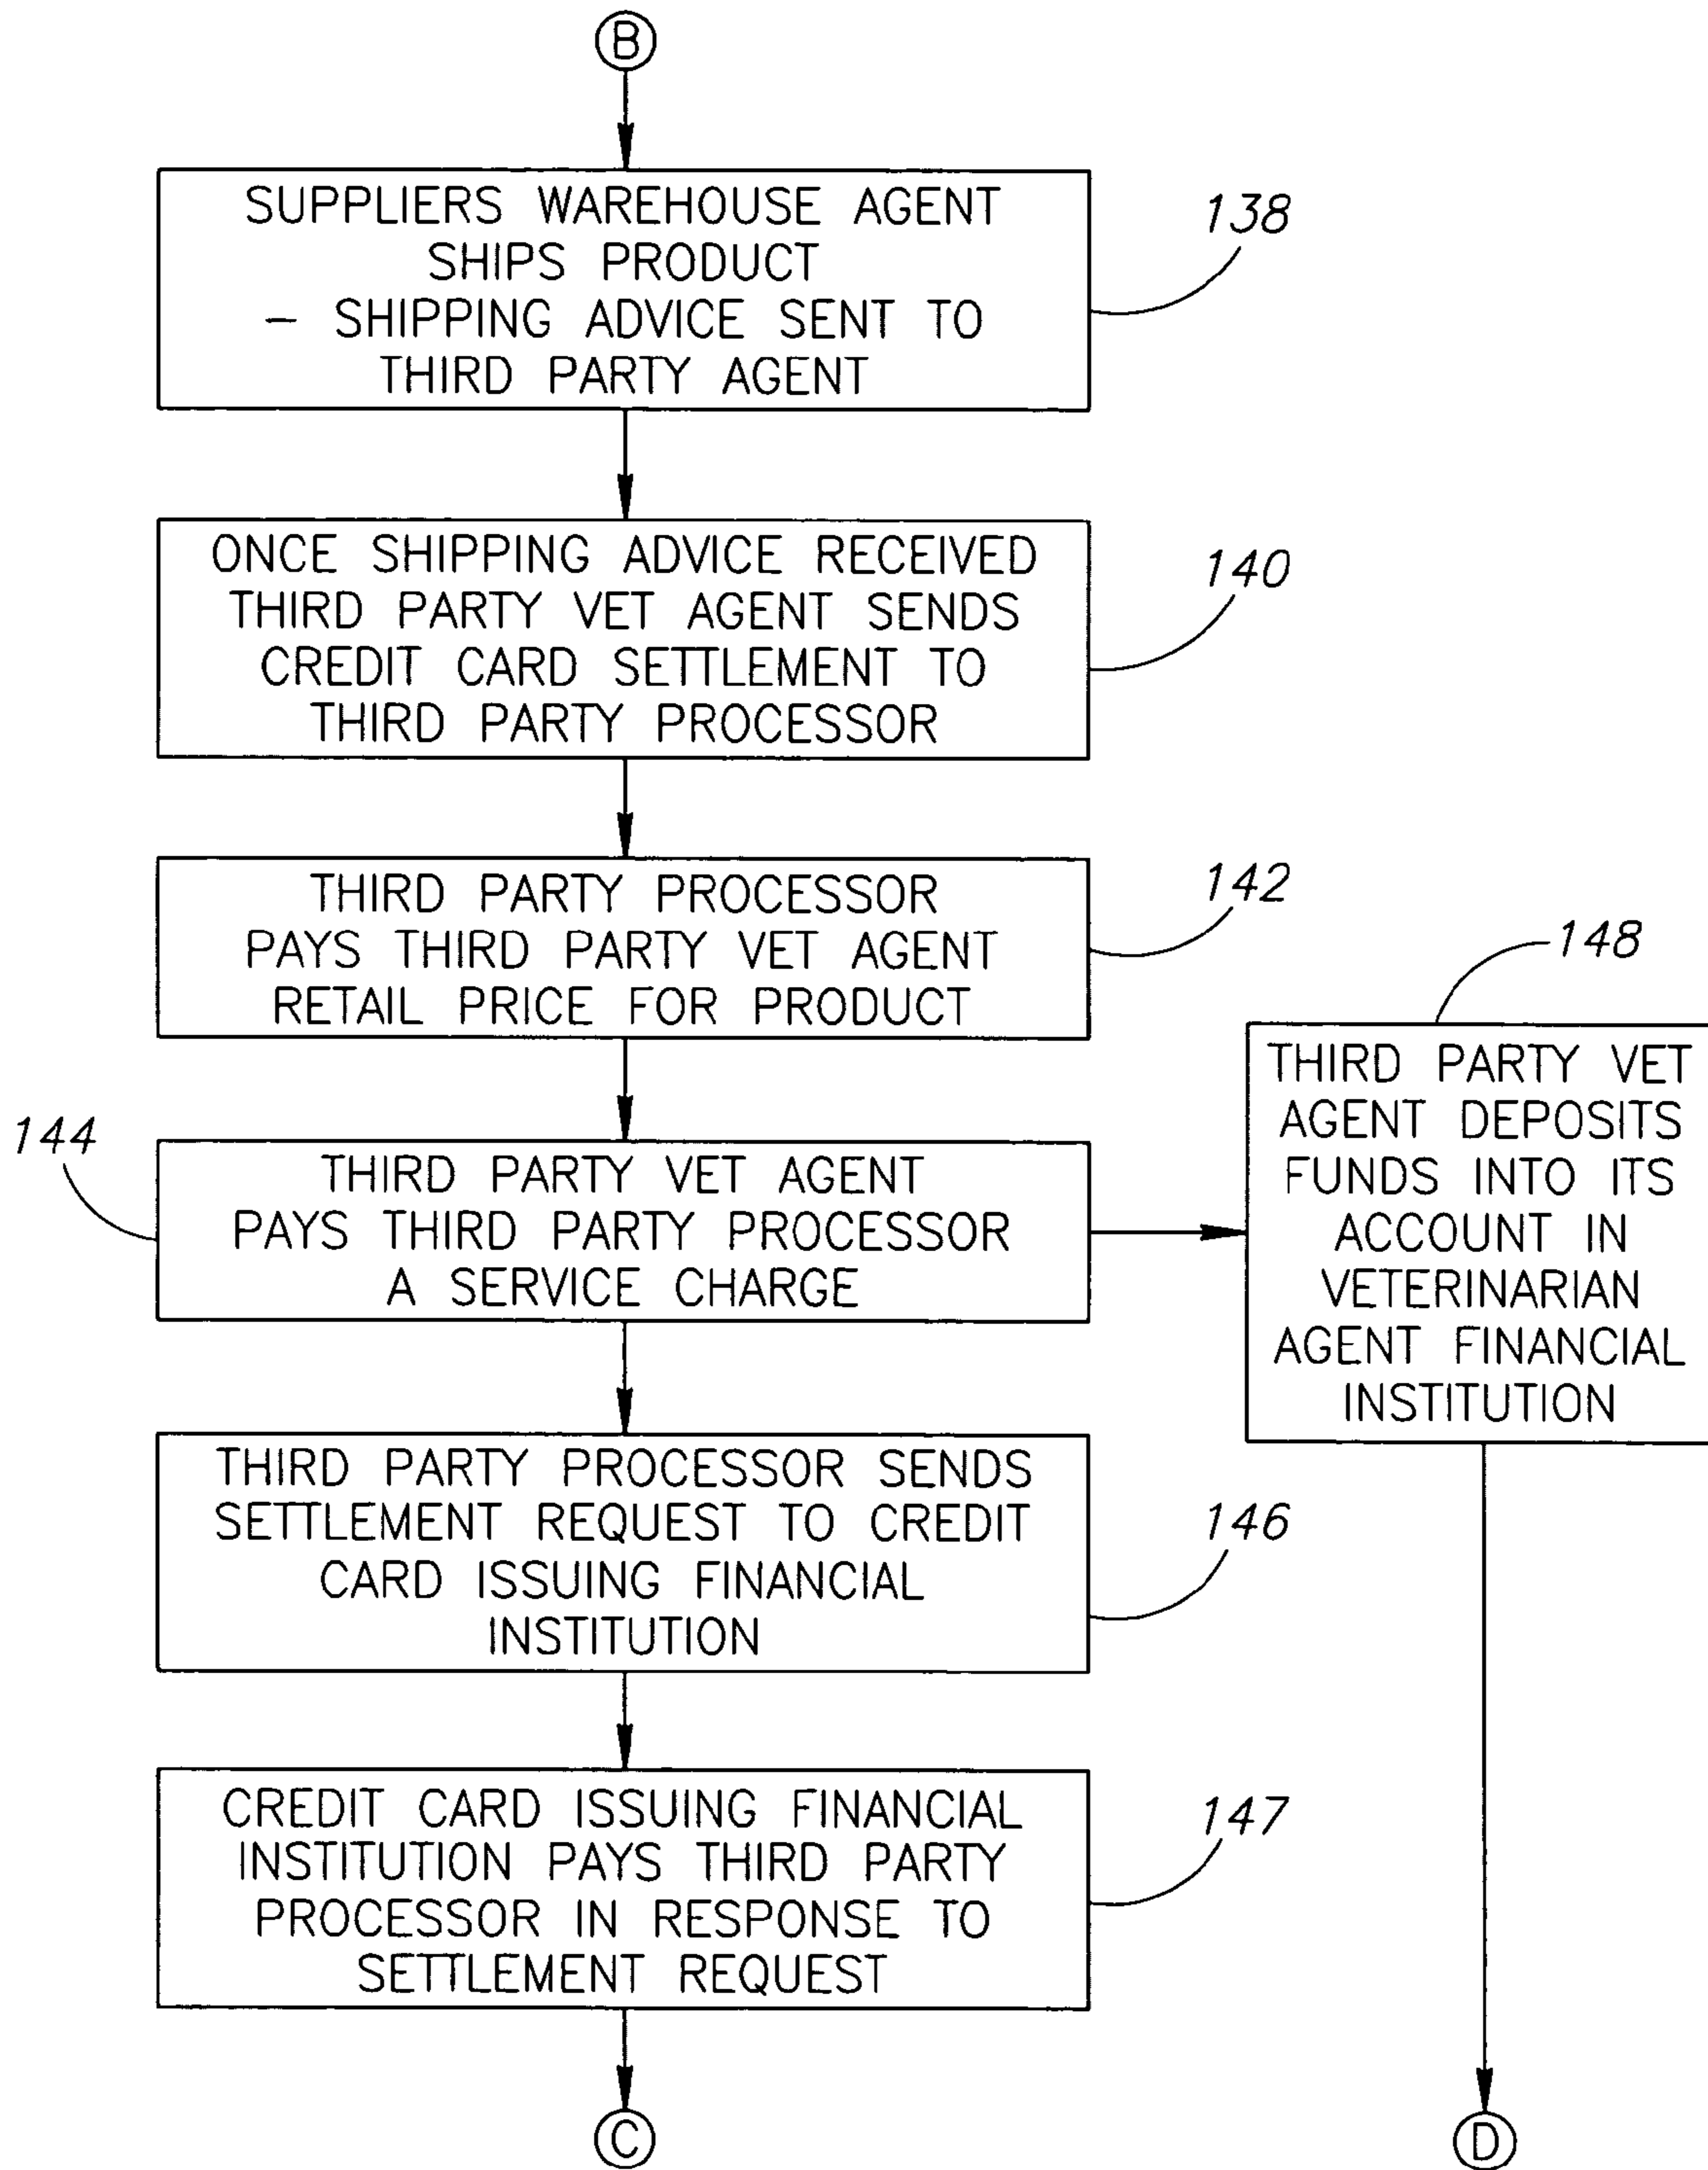 B
SUPPLIERS WAREHOUSE AGENT
SHIPS PRODUCT
– SHIPPING ADVICE SENT TO
THIRD PARTY AGENT
138
ONCE SHIPPING ADVICE RECEIVED
THIRD PARTY VET AGENT SENDS
CREDIT CARD SETTLEMENT TO
THIRD PARTY PROCESSOR
140
THIRD PARTY PROCESSOR
PAYS THIRD PARTY VET AGENT
RETAIL PRICE FOR PRODUCT
142
144
THIRD PARTY VET AGENT
PAYS THIRD PARTY PROCESSOR
A SERVICE CHARGE
148
THIRD PARTY VET
AGENT DEPOSITS
FUNDS INTO ITS
ACCOUNT IN
VETERINARIAN
AGENT FINANCIAL
INSTITUTION
THIRD PARTY PROCESSOR SENDS
SETTLEMENT REQUEST TO CREDIT
CARD ISSUING FINANCIAL
INSTITUTION
146
CREDIT CARD ISSUING FINANCIAL
INSTITUTION PAYS THIRD PARTY
PROCESSOR IN RESPONSE TO
SETTLEMENT REQUEST
147
C
D